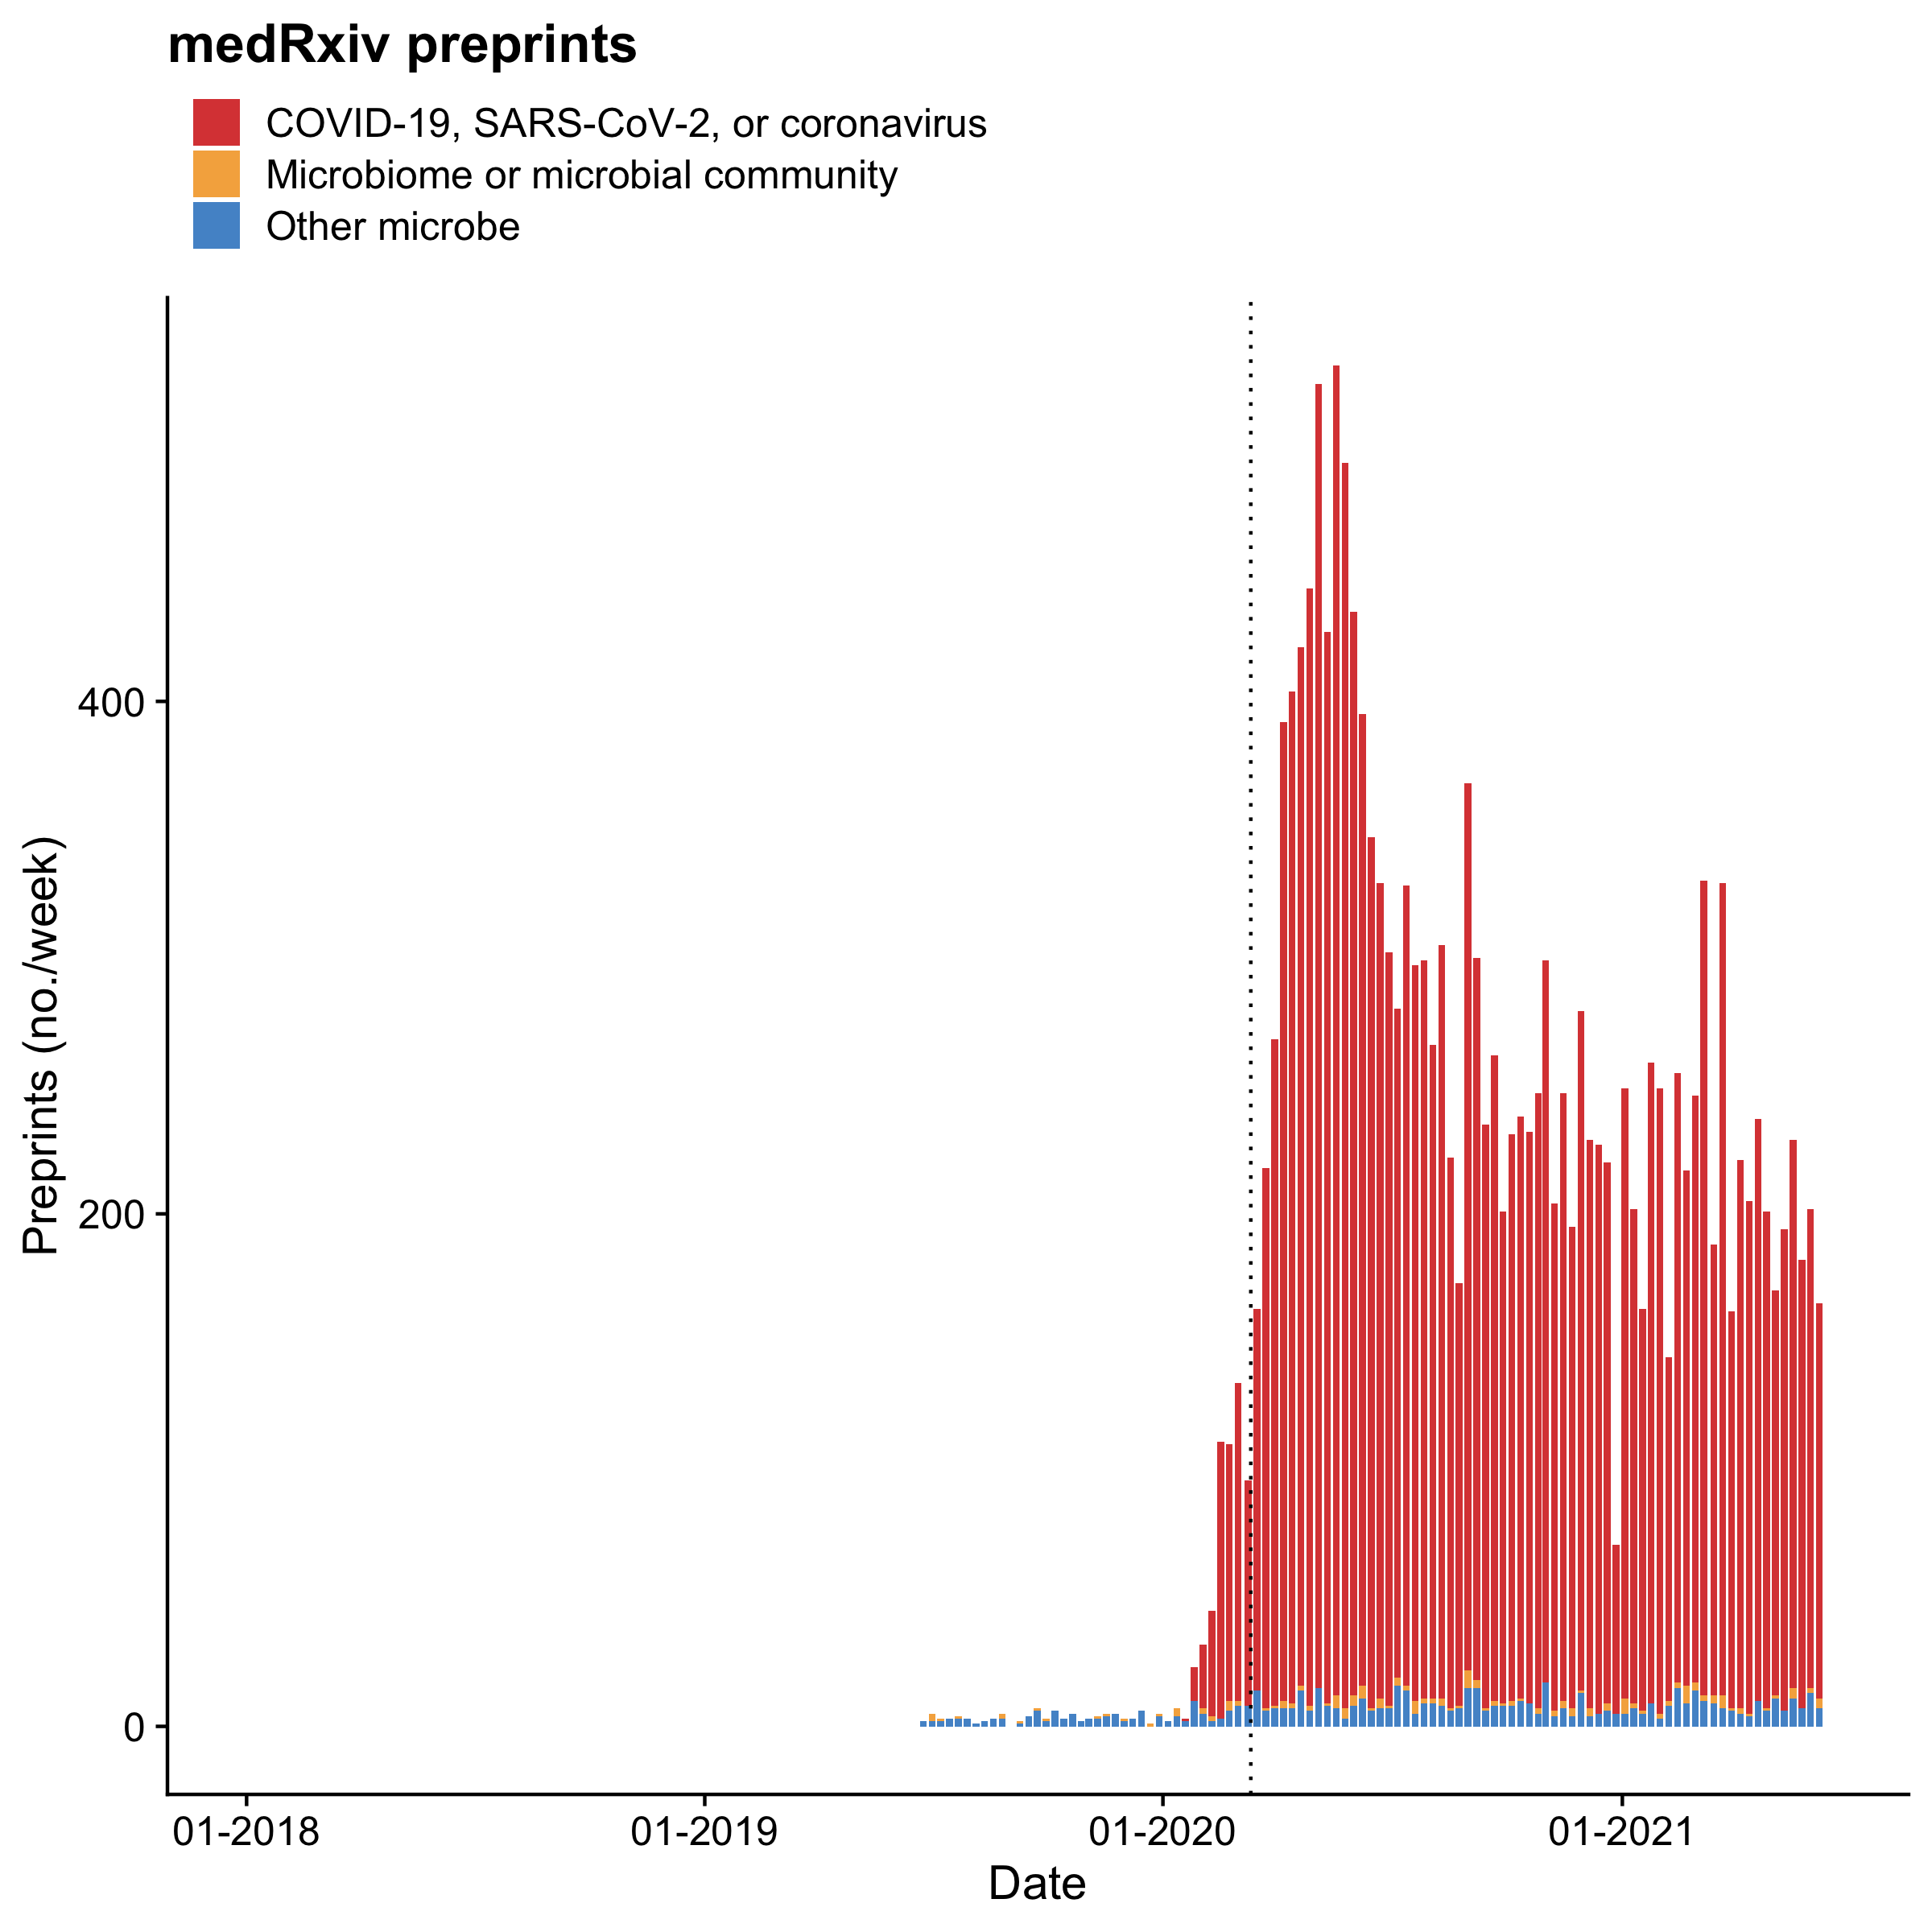 medRxiv preprints
COVID-19, SARS-CoV-2, or coronavirus
Microbiome or microbial community
Other microbe
Preprints (no./week)
400
200
0
01-2018
01-2019
01-2020
01-2021
Date